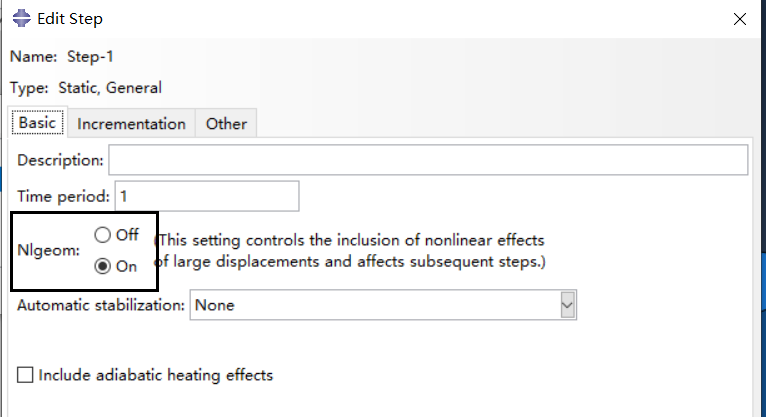 Edit Step
Name: Step-1
Type: Static, General
Basic Incrementation Other
Description:
Time period: 1
Nlgeom:
Off
On
(This setting controls the inclusion of nonlinear effects
of large displacements and affects subsequent steps.)
Automatic stabilization: None
Include adiabatic heating effects